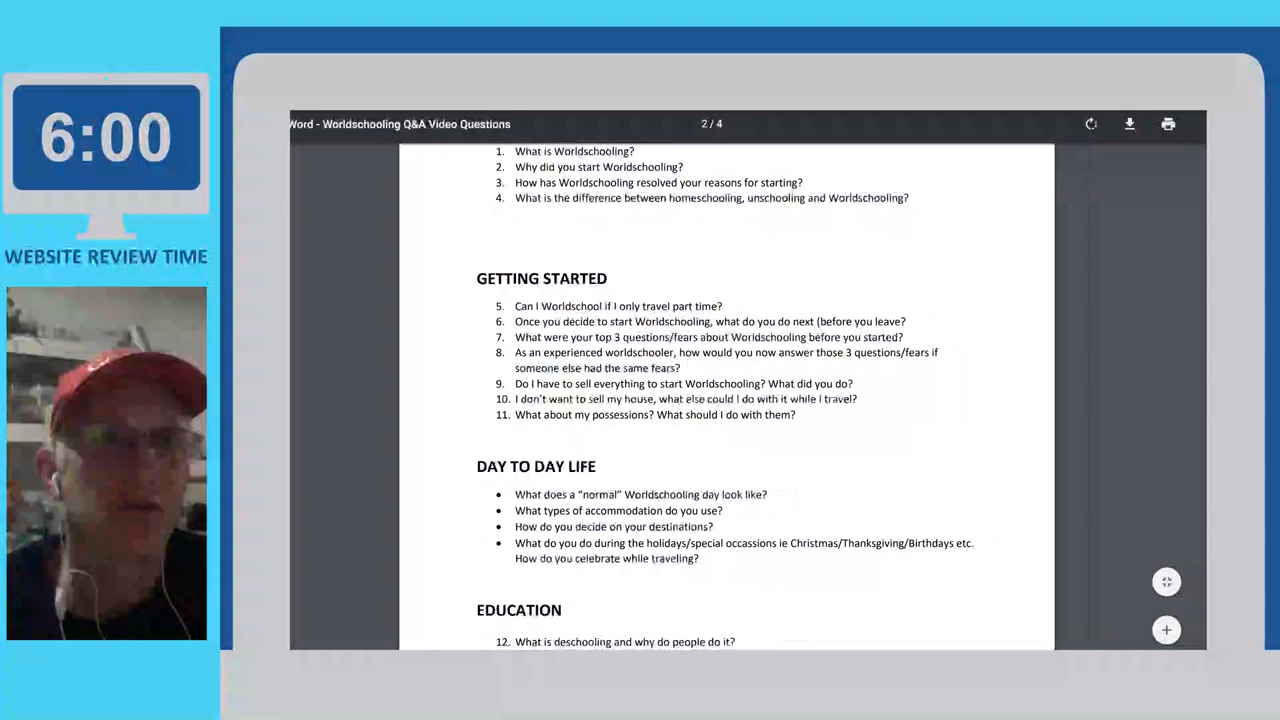 6:00
WEBSITE REVIEW TIME
Word - Worldschooling Q&A Video Questions
2 / 4
1. What is Worldschooling?
2. Why did you start Worldschooling?
3. How has Worldschooling resolved your reasons for starting?
4. What is the difference between homeschooling, unschooling and Worldschooling?
GETTING STARTED
5. Can I Worldschool if I only travel part time?
6. Once you decide to start Worldschooling, what do you do next (before you leave?
7. What were your top 3 questions/fears about Worldschooling before you started?
8. As an experienced worldschooler, how would you now answer those 3 questions/fears if
someone else had the same fears?
9. Do I have to sell everything to start Worldschooling? What did you do?
10. I don't want to sell my house, what else could I do with it while I travel?
11. What about my possessions? What should I do with them?
DAY TO DAY LIFE
• What does a “normal” Worldschooling day look like?
• What types of accommodation do you use?
• How do you decide on your destinations?
• What do you do during the holidays/special occassions ie Christmas/Thanksgiving/Birthdays etc.
How do you celebrate while traveling?
EDUCATION
12. What is deschooling and why do people do it?